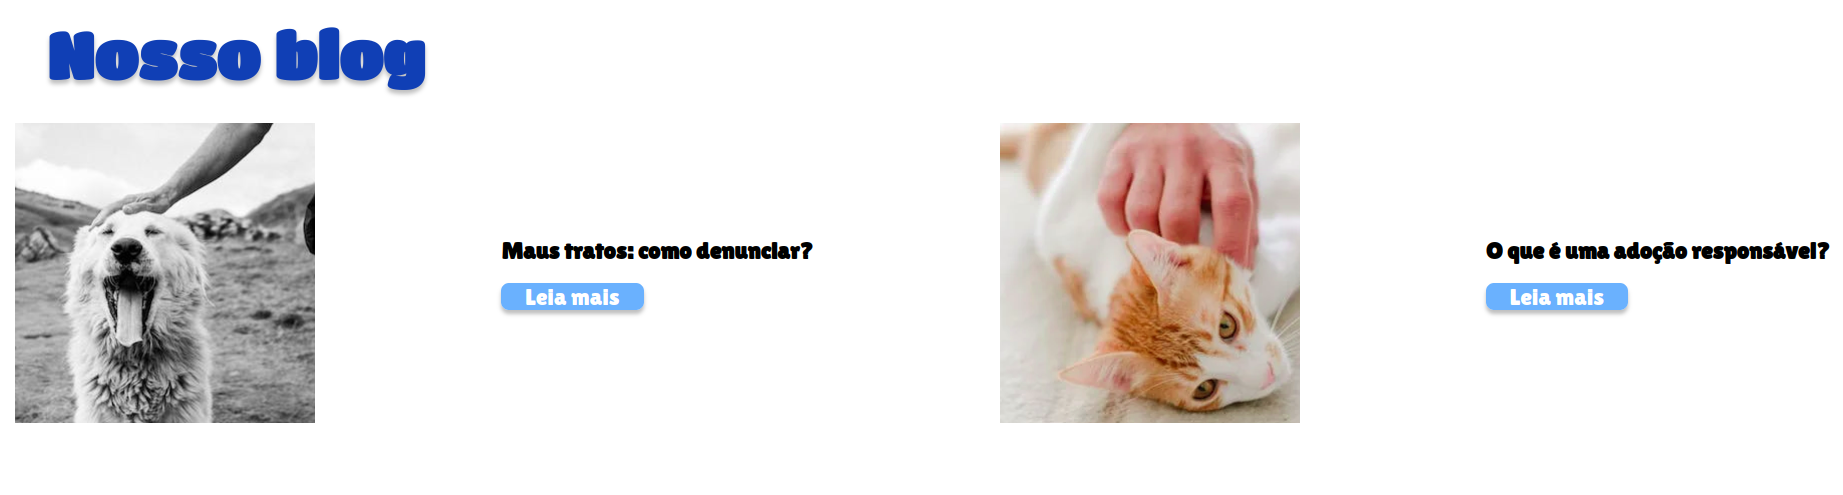 Nosso blog
Maus tratos: como denunciar?
Leia mais
O que é uma adoção responsável?
Leia mais